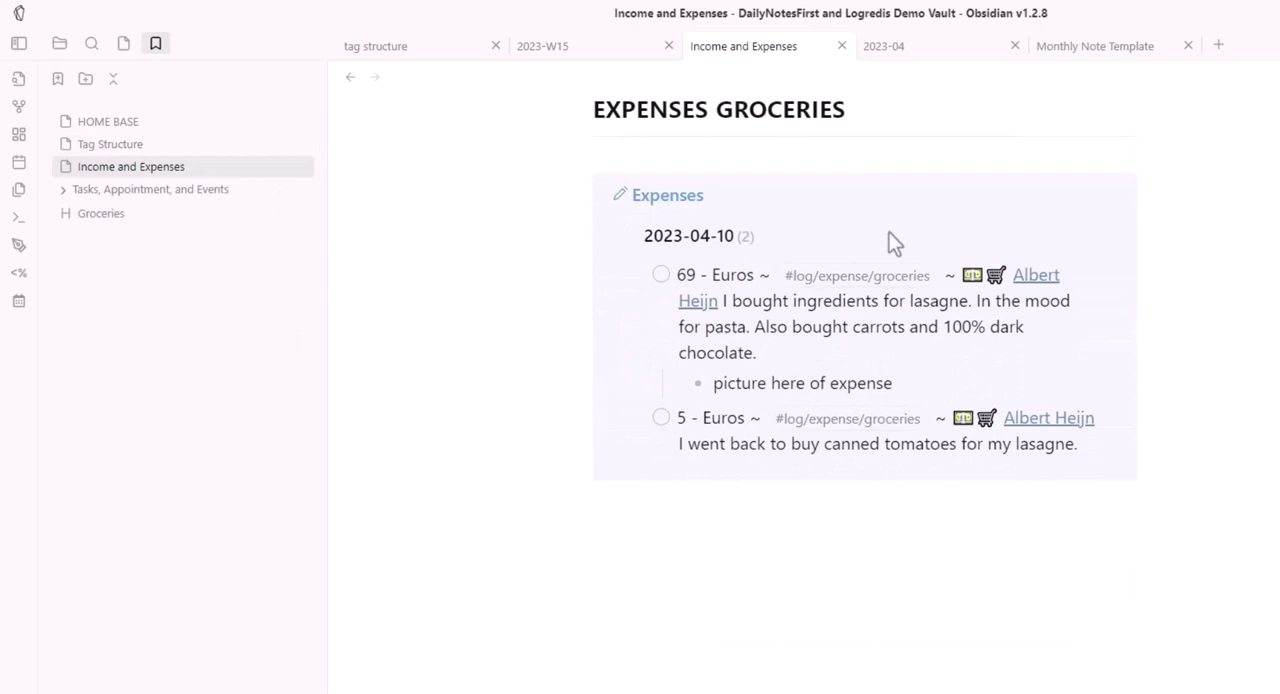 Income and Expenses - DailyNotesFirst and Logredis Demo Vault - Obsidian v1.2.8
tag structure
2023-W15
Income and Expenses
2023-04
Monthly Note Template
HOME BASE
Tag Structure
Income and Expenses
Tasks, Appointment, and Events
Groceries
EXPENSES GROCERIES
Expenses
2023-04-10 (2)
69 - Euros ~ #log/expense/groceries ~ 💵🛒 Albert
Heijn I bought ingredients for lasagne. In the mood
for pasta. Also bought carrots and 100% dark
chocolate.
picture here of expense
5 - Euros ~ #log/expense/groceries ~ 💵🛒 Albert Heijn
I went back to buy canned tomatoes for my lasagne.